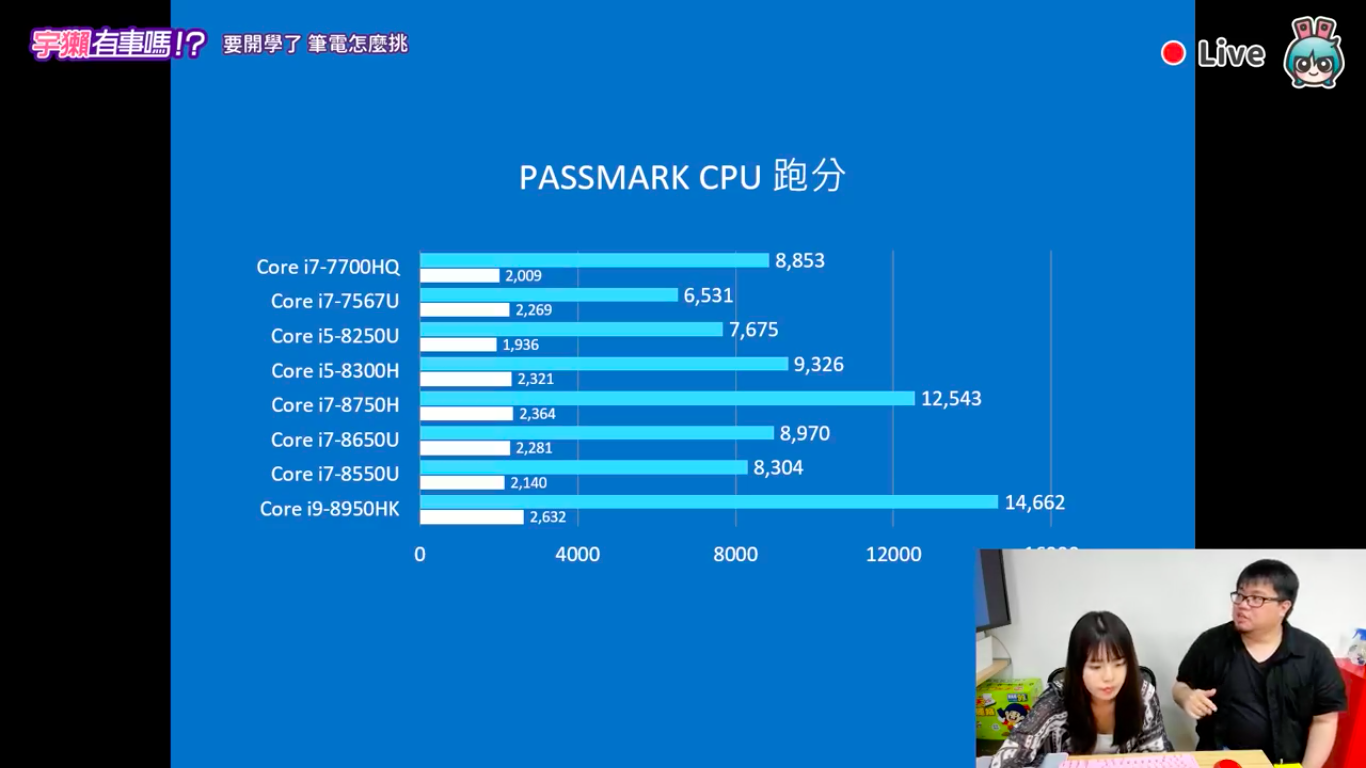 宇獺有事嗎!?
要開學了 筆電怎麼挑
Live
PASSMARK CPU 跑分
Core i7-7700HQ 8,853
2,009
Core i7-7567U 6,531
2,269
Core i5-8250U 7,675
1,936
Core i5-8300H 9,326
2,321
Core i7-8750H 12,543
2,364
Core i7-8650U 8,970
2,281
Core i7-8550U 8,304
2,140
Core i9-8950HK 14,662
2,632
0 4000 8000 12000 16000